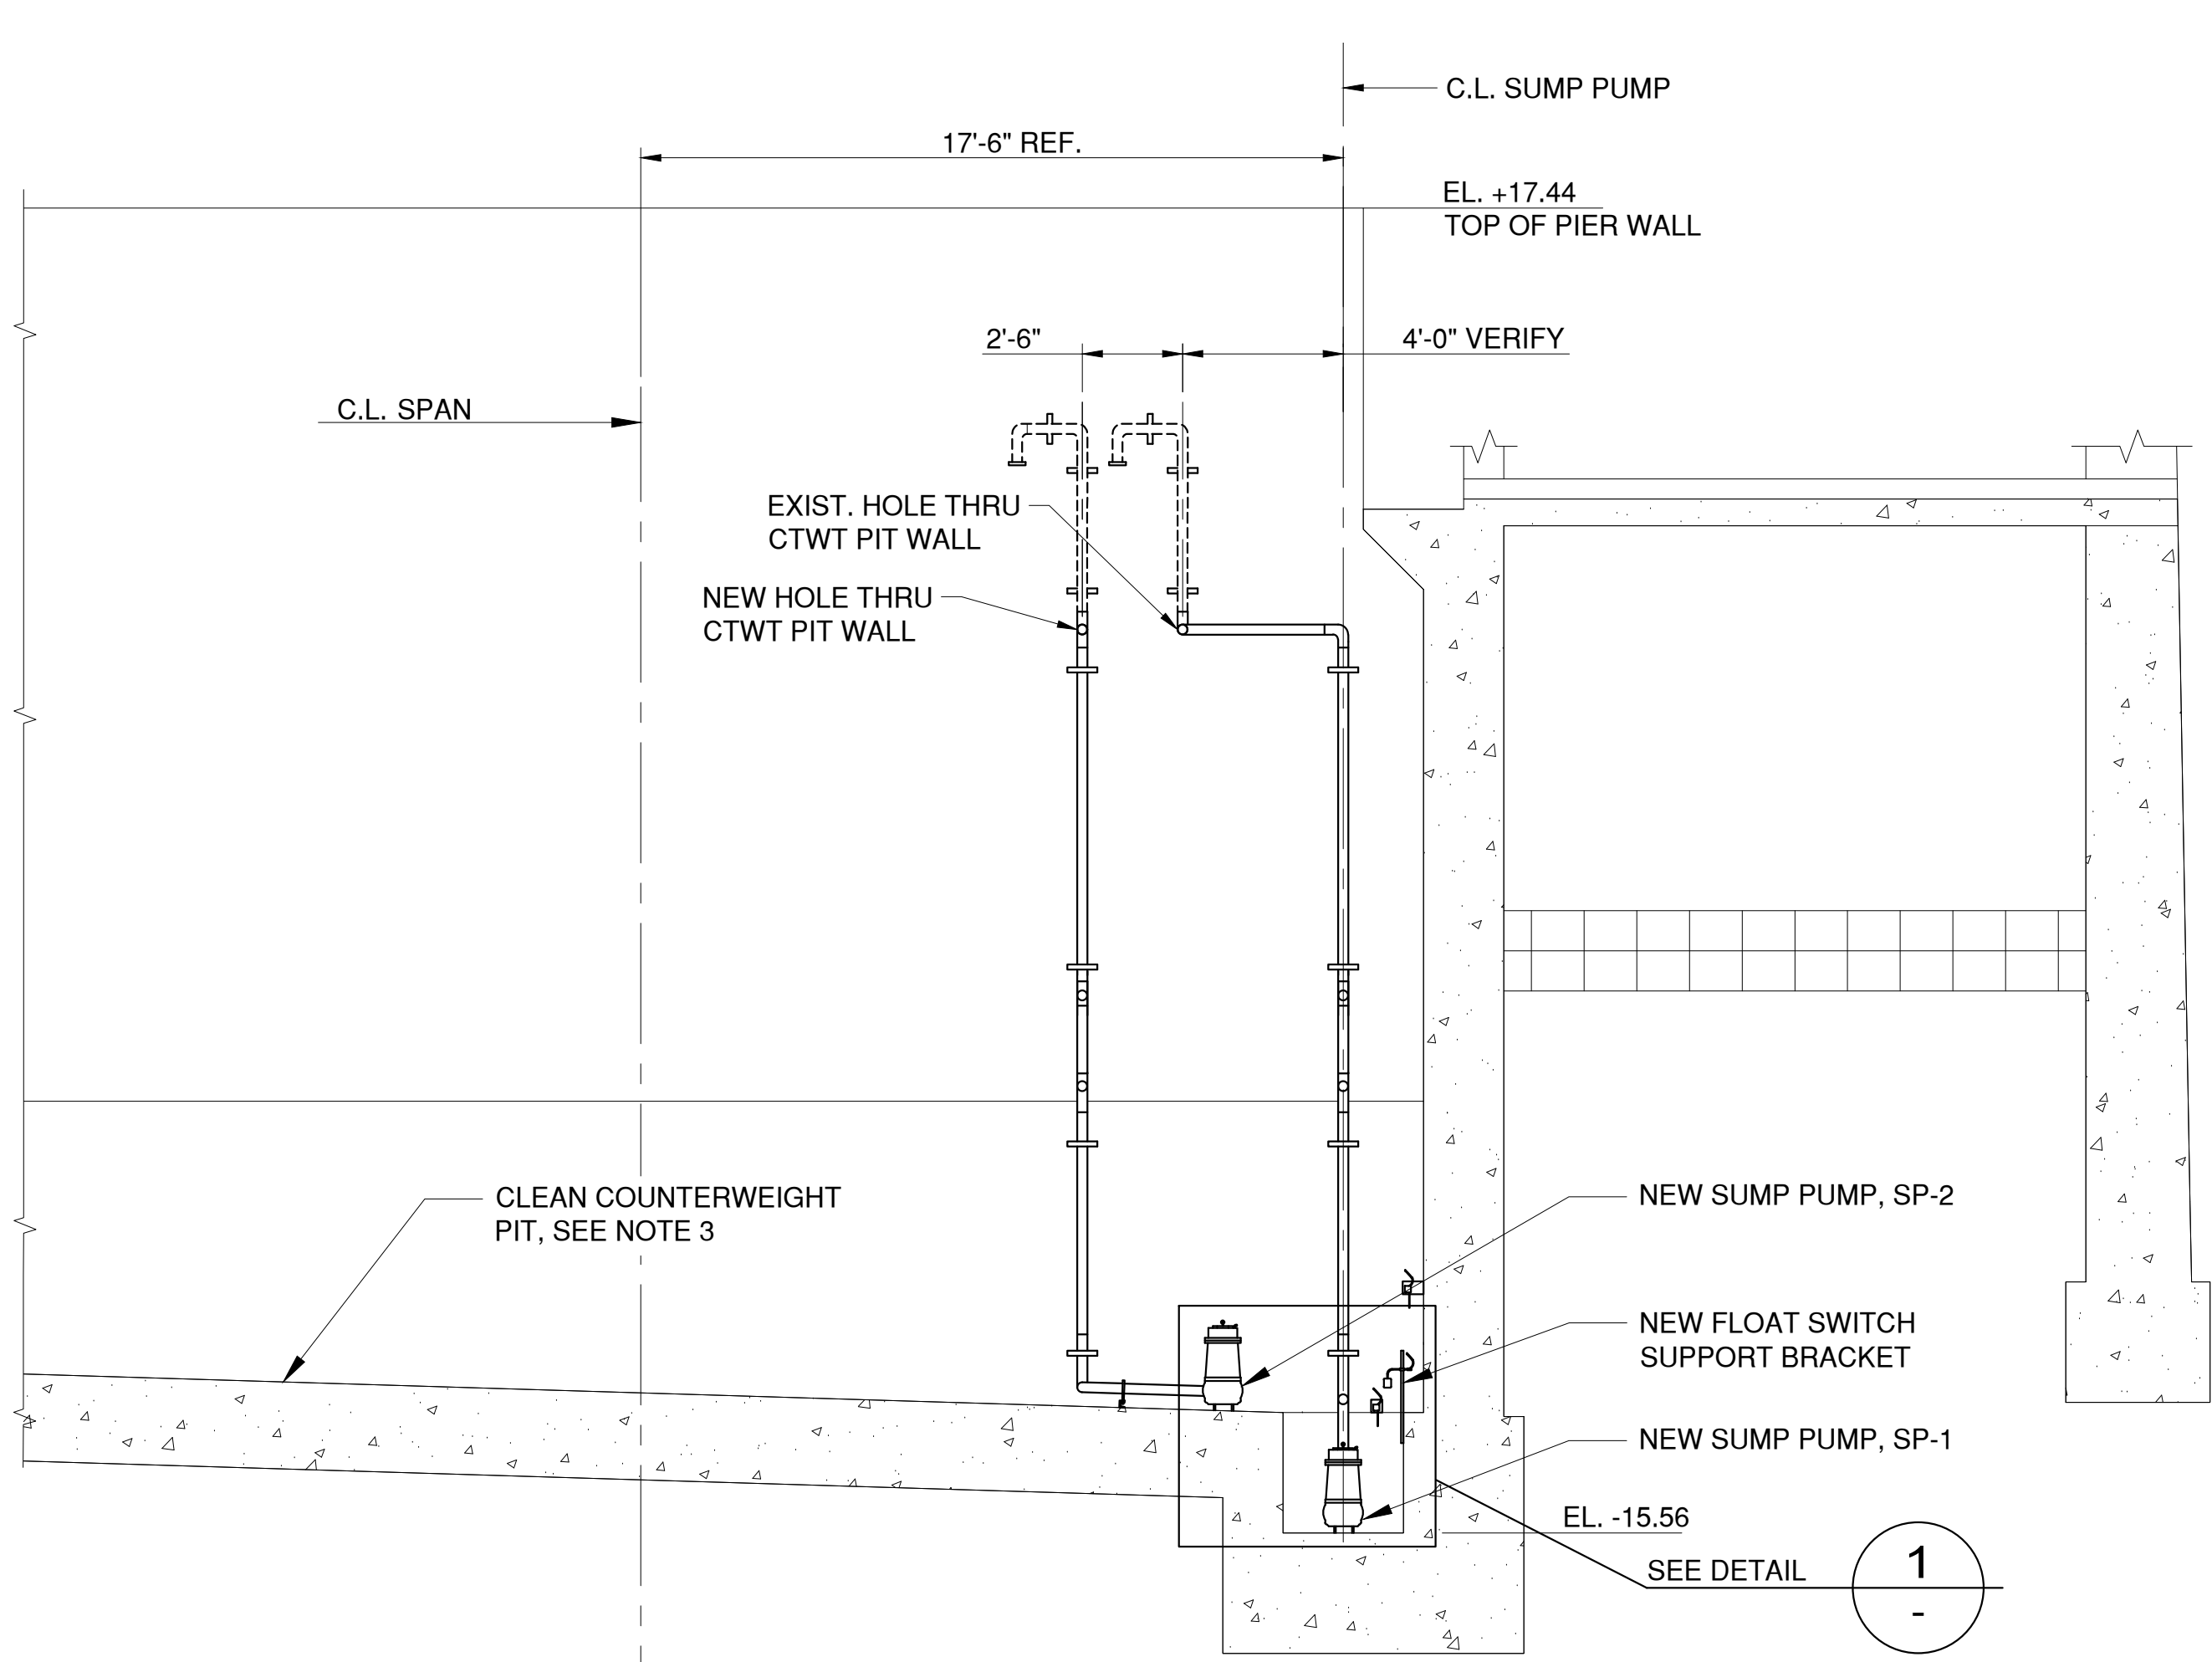 C.L. SUMP PUMP
17'-6" REF.
EL. +17.44
TOP OF PIER WALL
2'-6"
4'-0" VERIFY
C.L. SPAN
EXIST. HOLE THRU
CTWT PIT WALL
NEW HOLE THRU
CTWT PIT WALL
CLEAN COUNTERWEIGHT
PIT, SEE NOTE 3
NEW SUMP PUMP, SP-2
NEW FLOAT SWITCH
SUPPORT BRACKET
NEW SUMP PUMP, SP-1
EL. -15.56
SEE DETAIL
1
-